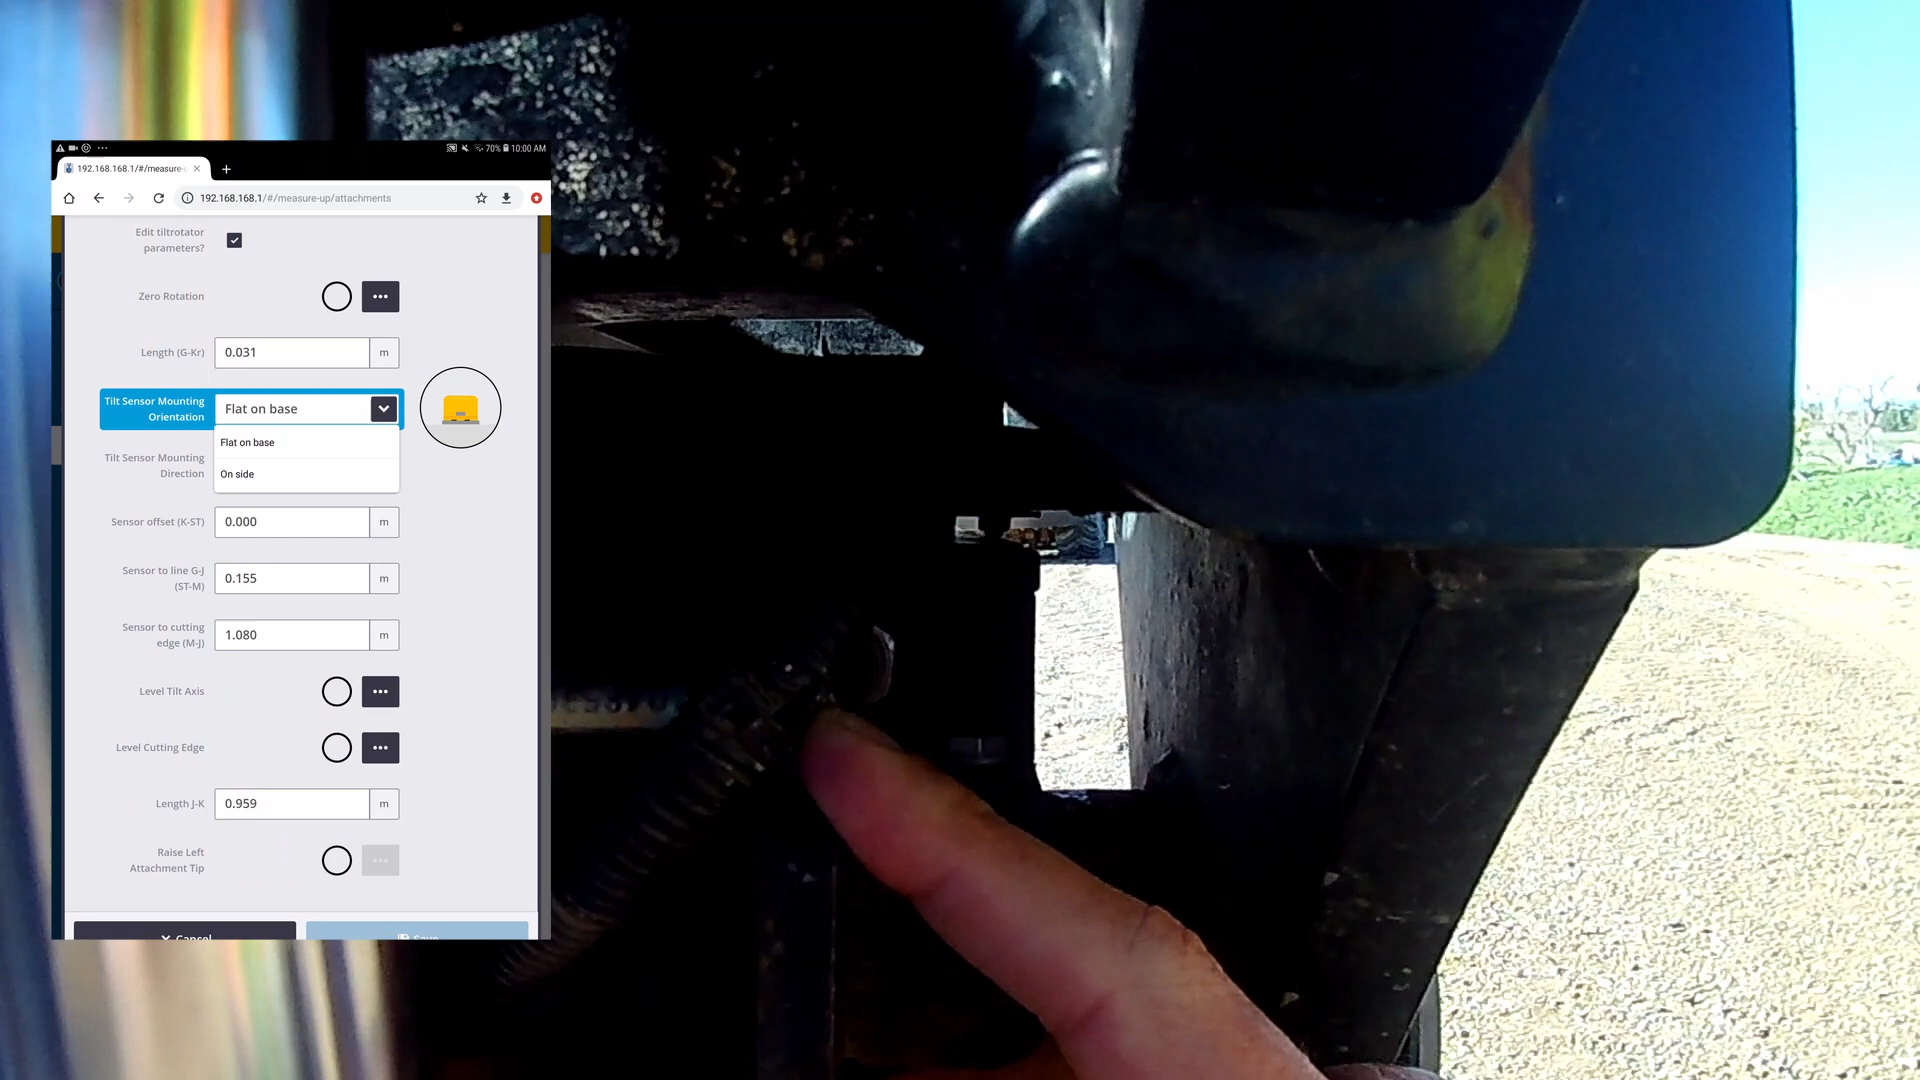 70% 10:00 AM
192.168.168.1/#/measure-
192.168.168.1/#/measure-up/attachments
Edit tiltrotator
parameters?
Zero Rotation
Length (G-Kr) 0.031 m
Tilt Sensor Mounting
Orientation
Flat on base
Flat on base
On side
Tilt Sensor Mounting
Direction
Sensor offset (K-ST) 0.000 m
Sensor to line G-J
(ST-M)
0.155 m
Sensor to cutting
edge (M-J)
1.080 m
Level Tilt Axis
Level Cutting Edge
Length J-K 0.959 m
Raise Left
Attachment Tip
Cancel Save